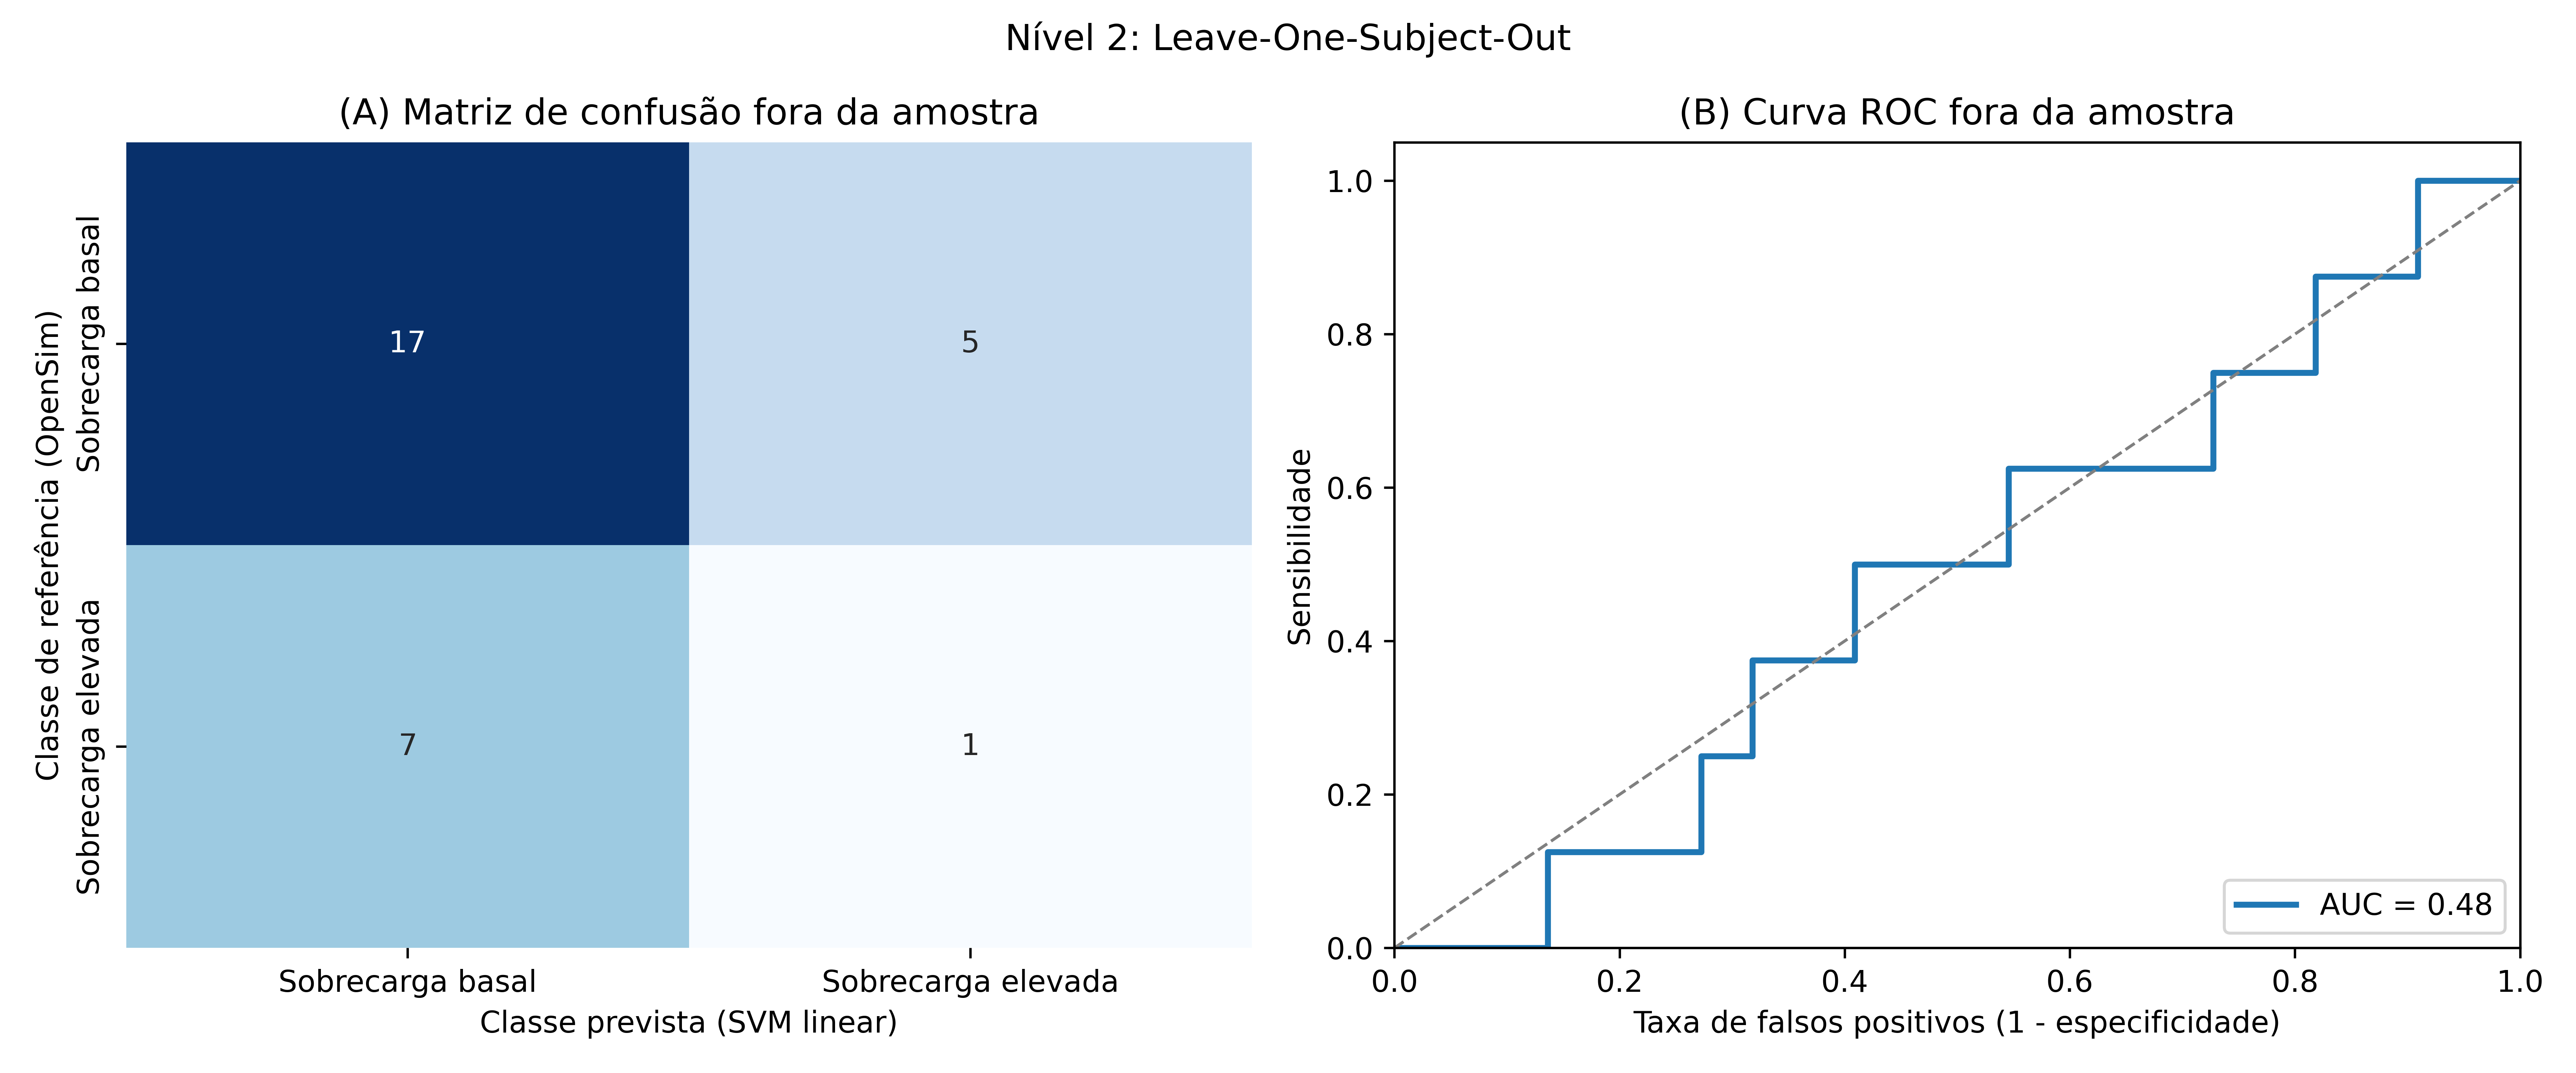 Nível 2: Leave-One-Subject-Out
(A) Matriz de confusão fora da amostra
Classe de referência (OpenSim)
Sobrecarga basal
Sobrecarga elevada
17
5
7
1
Sobrecarga basal
Sobrecarga elevada
Classe prevista (SVM linear)
(B) Curva ROC fora da amostra
Sensibilidade
1.0
0.8
0.6
0.4
0.2
0.0
AUC = 0.48
0.0
0.2
0.4
0.6
0.8
1.0
Taxa de falsos positivos (1 - especificidade)